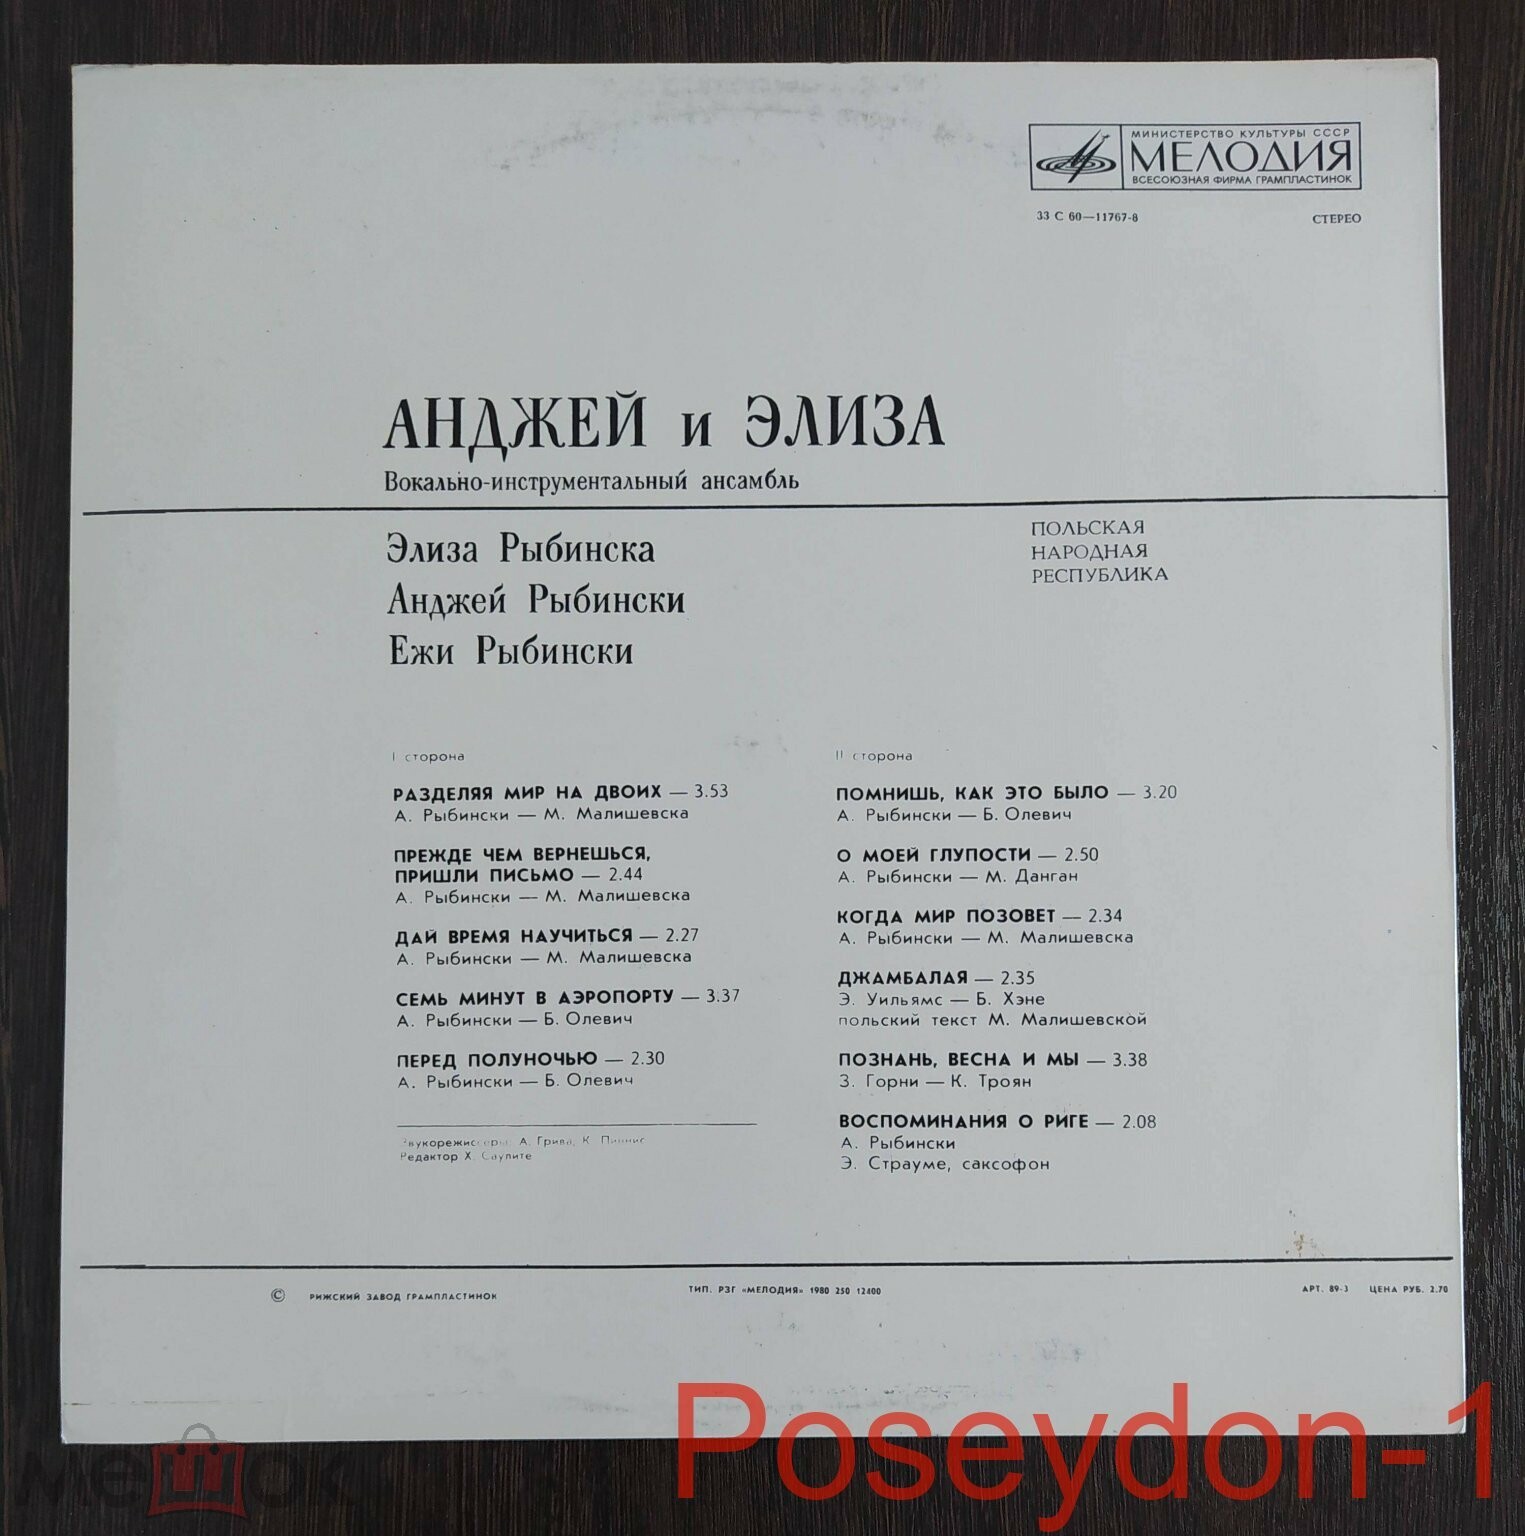 МИНИСТЕРСТВО КУЛЬТУРЫ СССР
МЕЛОДИЯ
ВСЕСОЮЗНАЯ ФИРМА ГРАМПЛАСТИНОК
33 С 60—11767-8 СТЕРЕО
АНДЖЕЙ и ЭЛИЗА
Вокально-инструментальный ансамбль
Элиза Рыбинска
Анджей Рыбински
Ежи Рыбински
ПОЛЬСКАЯ
НАРОДНАЯ
РЕСПУБЛИКА
I сторона
РАЗДЕЛЯЯ МИР НА ДВОИХ — 3.53
А. Рыбински — М. Малишевска
ПРЕЖДЕ ЧЕМ ВЕРНЕШЬСЯ,
ПРИШЛИ ПИСЬМО — 2.44
А. Рыбински — М. Малишевска
ДАЙ ВРЕМЯ НАУЧИТЬСЯ — 2.27
А. Рыбински — М. Малишевска
СЕМЬ МИНУТ В АЭРОПОРТУ — 3.37
А. Рыбински — Б. Олевич
ПЕРЕД ПОЛУНОЧЬЮ — 2.30
А. Рыбински — Б. Олевич
Звукорежиссеры: А. Грива, К. Пиннис
Редактор Х. Саулите
II сторона
ПОМНИШЬ, КАК ЭТО БЫЛО — 3.20
А. Рыбински — Б. Олевич
О МОЕЙ ГЛУПОСТИ — 2.50
А. Рыбински — М. Данган
КОГДА МИР ПОЗОВЕТ — 2.34
А. Рыбински — М. Малишевска
ДЖАМБАЛАЯ — 2.35
Э. Уильямс — Б. Хэне
польский текст М. Малишевской
ПОЗНАНЬ, ВЕСНА И МЫ — 3.38
З. Горни — К. Троян
ВОСПОМИНАНИЯ О РИГЕ — 2.08
А. Рыбински
Э. Страуме, саксофон
© РИЖСКИЙ ЗАВОД ГРАМПЛАСТИНОК
ТИП. РЗГ «МЕЛОДИЯ» 1980 250 12400
АРТ. 89-3 ЦЕНА РУБ. 2.70
мешок
Poseydon-1